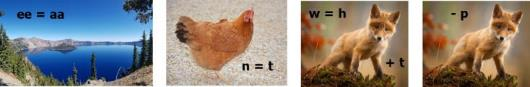 ee = aa
n = t
w = h
+ t
- p